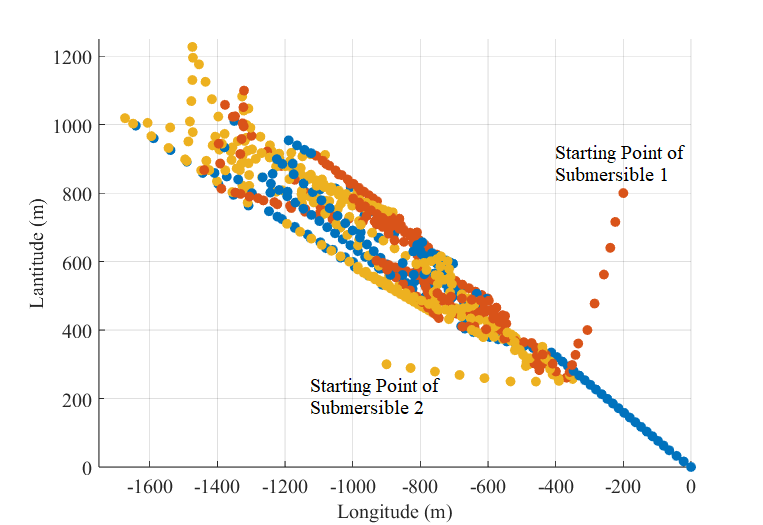 1200
1000
800
600
400
200
0
Lantitude (m)
Starting Point of
Submersible 1
Starting Point of
Submersible 2
-1600 -1400 -1200 -1000 -800 -600 -400 -200 0
Longitude (m)